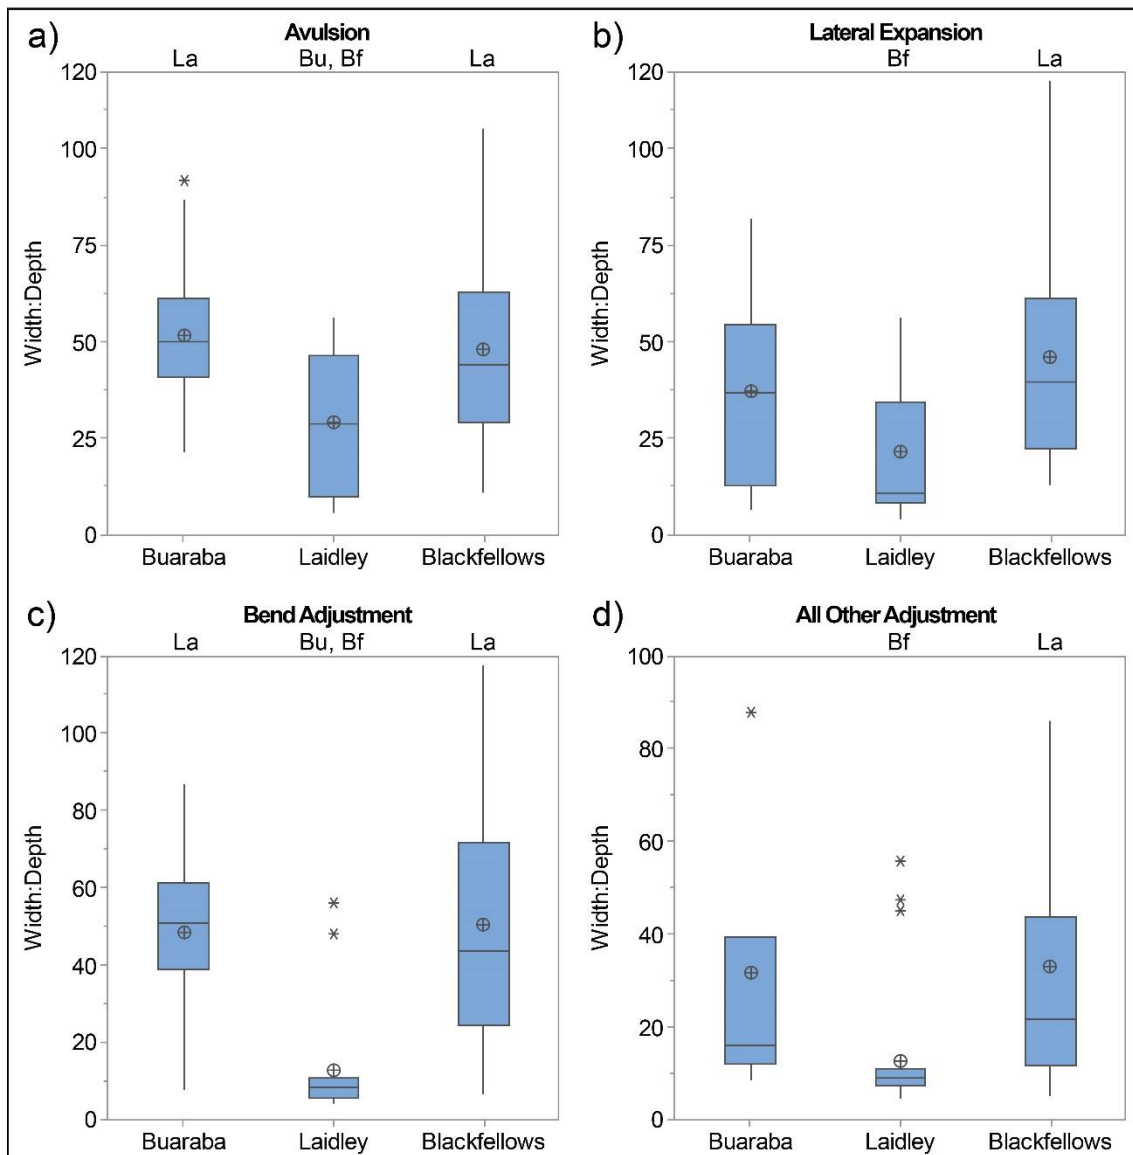 a) Avulsion
La Bu, Bf La
120
100
75
50
25
0
Width:Depth
Buaraba Laidley Blackfellows
b) Lateral Expansion
Bf La
120
100
75
50
25
0
Width:Depth
Buaraba Laidley Blackfellows
c) Bend Adjustment
La Bu, Bf La
120
100
80
60
40
20
0
Width:Depth
Buaraba Laidley Blackfellows
d) All Other Adjustment
Bf La
100
80
60
40
20
0
Width:Depth
Buaraba Laidley Blackfellows